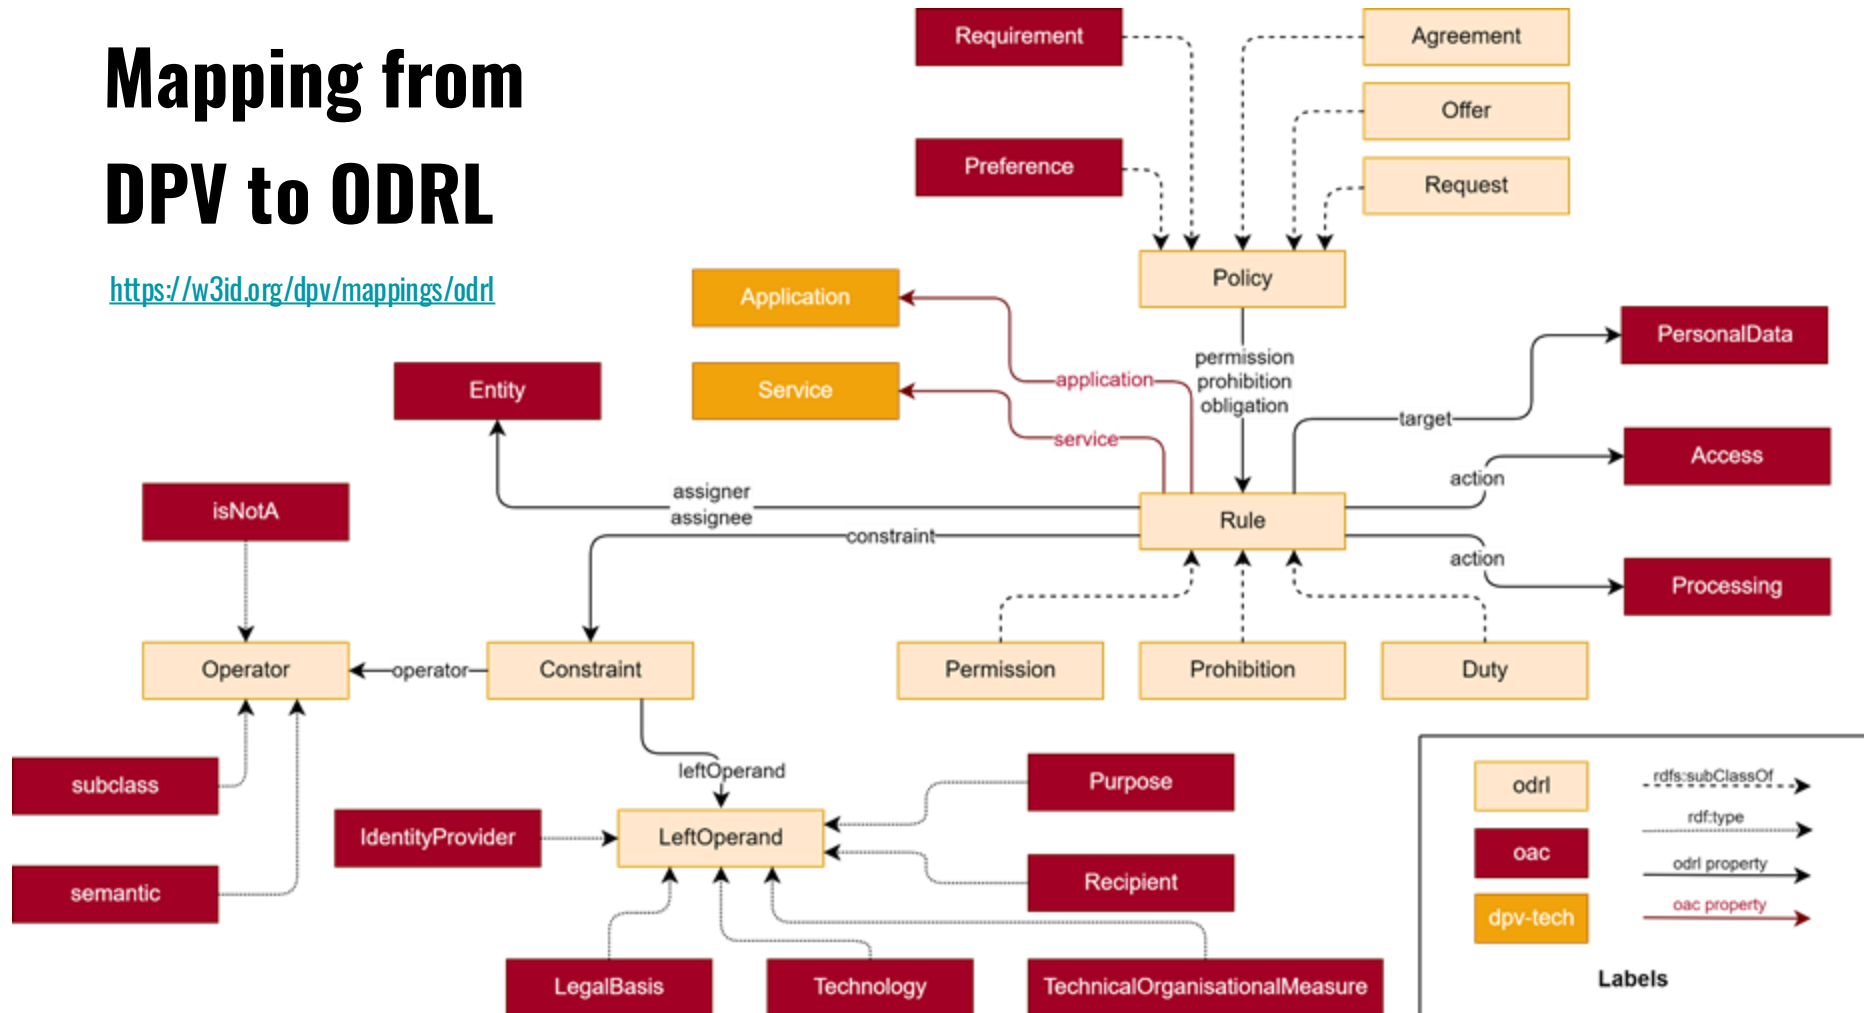 Mapping from
DPV to ODRL
https://w3id.org/dpv/mappings/odrl
Requirement
Agreement
Offer
Preference
Request
Policy
Application
permission
prohibition
obligation
PersonalData
Entity
Service
application
service
target
Access
action
assigner
assignee
isNotA
Rule
constraint
action
Processing
Operator
operator
Constraint
Permission
Prohibition
Duty
leftOperand
subclass
Purpose
IdentityProvider
LeftOperand
semantic
Recipient
LegalBasis
Technology
TechnicalOrganisationalMeasure
odrl
rdfs:subClassOf
rdf:type
oac
odrl property
dpv-tech
oac property
Labels